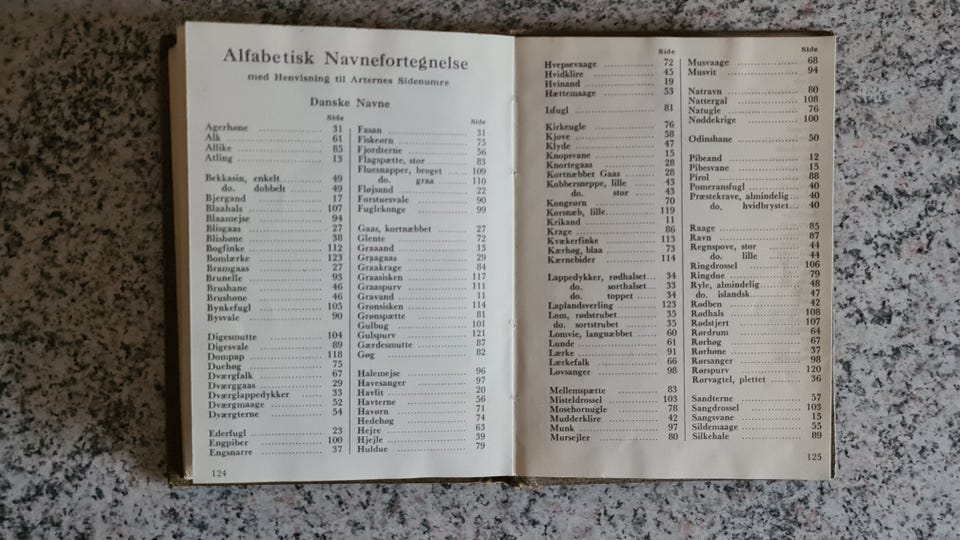 Alfabetisk Navnefortegnelse
med Henvisning til Arternes Sidenumre
Danske Navne
Side
Agerhøne 31
Alk 61
Allike 85
Atling 13
Bekkasin, enkelt 49
do. dobbelt 49
Bjergand 17
Blaahals 107
Blaamejse 94
Blisgaas 27
Blishøne 38
Bogfinke 112
Bomlærke 123
Bramgaas 27
Brunelle 93
Brushane 46
Brushøne 46
Bynkefugl 105
Bysvale 90
Digesmutte 104
Digesvale 89
Dompap 118
Duehøg 75
Dværgfalk 67
Dværggaas 29
Dværglappedykker 33
Dværgmaage 52
Dværgterne 54
Ederfugl 23
Engpiber 100
Engsnarre 37
124
Side
Fasan 31
Fiskeørn 75
Fjordterne 56
Flagspætte, stor 83
Fluesnapper, broget 109
do. graa 110
Fløjsand 22
Forstuesvale 90
Fuglekonge 99
Gaas, kortnæbbet 27
Glente 72
Graaand 13
Graagaas 29
Graakrage 84
Graasisken 117
Graaspurv 111
Gravand 11
Grønsisken 114
Grønspætte 81
Gulbug 101
Gulspurv 121
Gærdesmutte 87
Gøg 82
Halemejse 96
Havesanger 97
Havlit 20
Havterne 56
Havørn 71
Hedehøg 74
Hejre 63
Hjejle 39
Huldue 79
Side
Hvepsevaage 72
Hvidklire 45
Hvinand 19
Hættemaage 53
Isfugl 81
Kirkeugle 76
Kjove 58
Klyde 47
Knopsvane 15
Knortegaas 28
Kortnæbbet Gaas 28
Kobbersneppe, lille 43
do. stor 43
Kongeørn 70
Korsnæb, lille 119
Krikand 11
Krage 86
Kvækerfinke 113
Kærhøg, blaa 73
Kærnebider 114
Lappedykker, rødhalset 34
do. sorthalset 33
do. toppet 34
Laplandsverling 123
Lom, rødstrubet 35
do. sortstrubet 35
Lomvie, langnæbbet 60
Lunde 61
Lærke 91
Lærkefalk 66
Løvsanger 98
Mellemspætte 83
Misteldrossel 103
Mosehornugle 78
Mudderklire 42
Munk 97
Mursejler 80
Side
Musvaage 68
Musvit 94
Natravn 80
Nattergal 108
Natugle 76
Nøddekrige 100
Odinshane 50
Pibeand 12
Pibesvane 15
Pirol 88
Pomeransfugl 40
Præstekrave, almindelig 40
do. hvidbrystet 40
Raage 85
Ravn 87
Regnspove, stor 44
do. lille 44
Ringdrossel 106
Ringdue 79
Ryle, almindelig 48
do. islandsk 47
Rødben 42
Rødhals 108
Rødstjert 107
Rørdrum 64
Rørhøg 67
Rørhøne 37
Rørsanger 98
Rørspurv 120
Rørvagtel, plettet 36
Sandterne 57
Sangdrossel 103
Sangsvane 15
Sildemaage 55
Silkehale 89
125